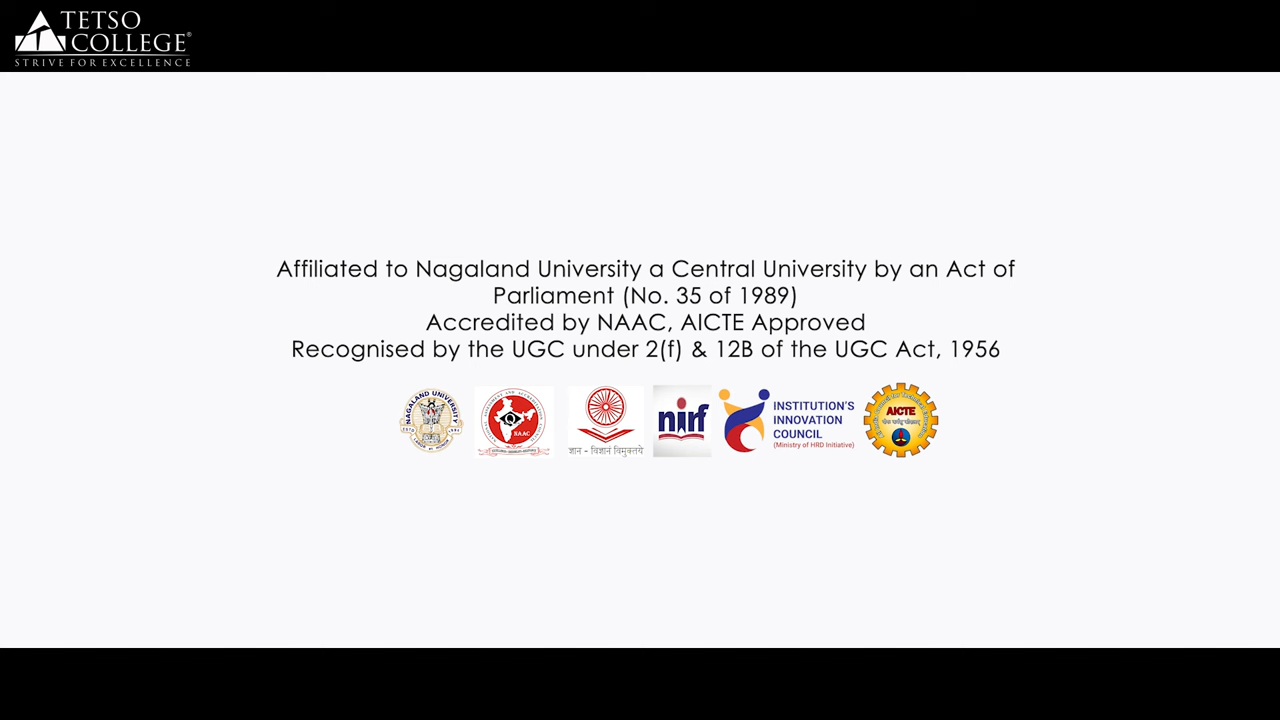 TETSO
COLLEGE®
STRIVE FOR EXCELLENCE
Affiliated to Nagaland University a Central University by an Act of
Parliament (No. 35 of 1989)
Accredited by NAAC, AICTE Approved
Recognised by the UGC under 2(f) & 12B of the UGC Act, 1956
NAGALAND UNIVERSITY
NAAC
ज्ञान - विज्ञानं विमुक्तये
nirf
INSTITUTION'S
INNOVATION
COUNCIL
(Ministry of HRD Initiative)
AICTE